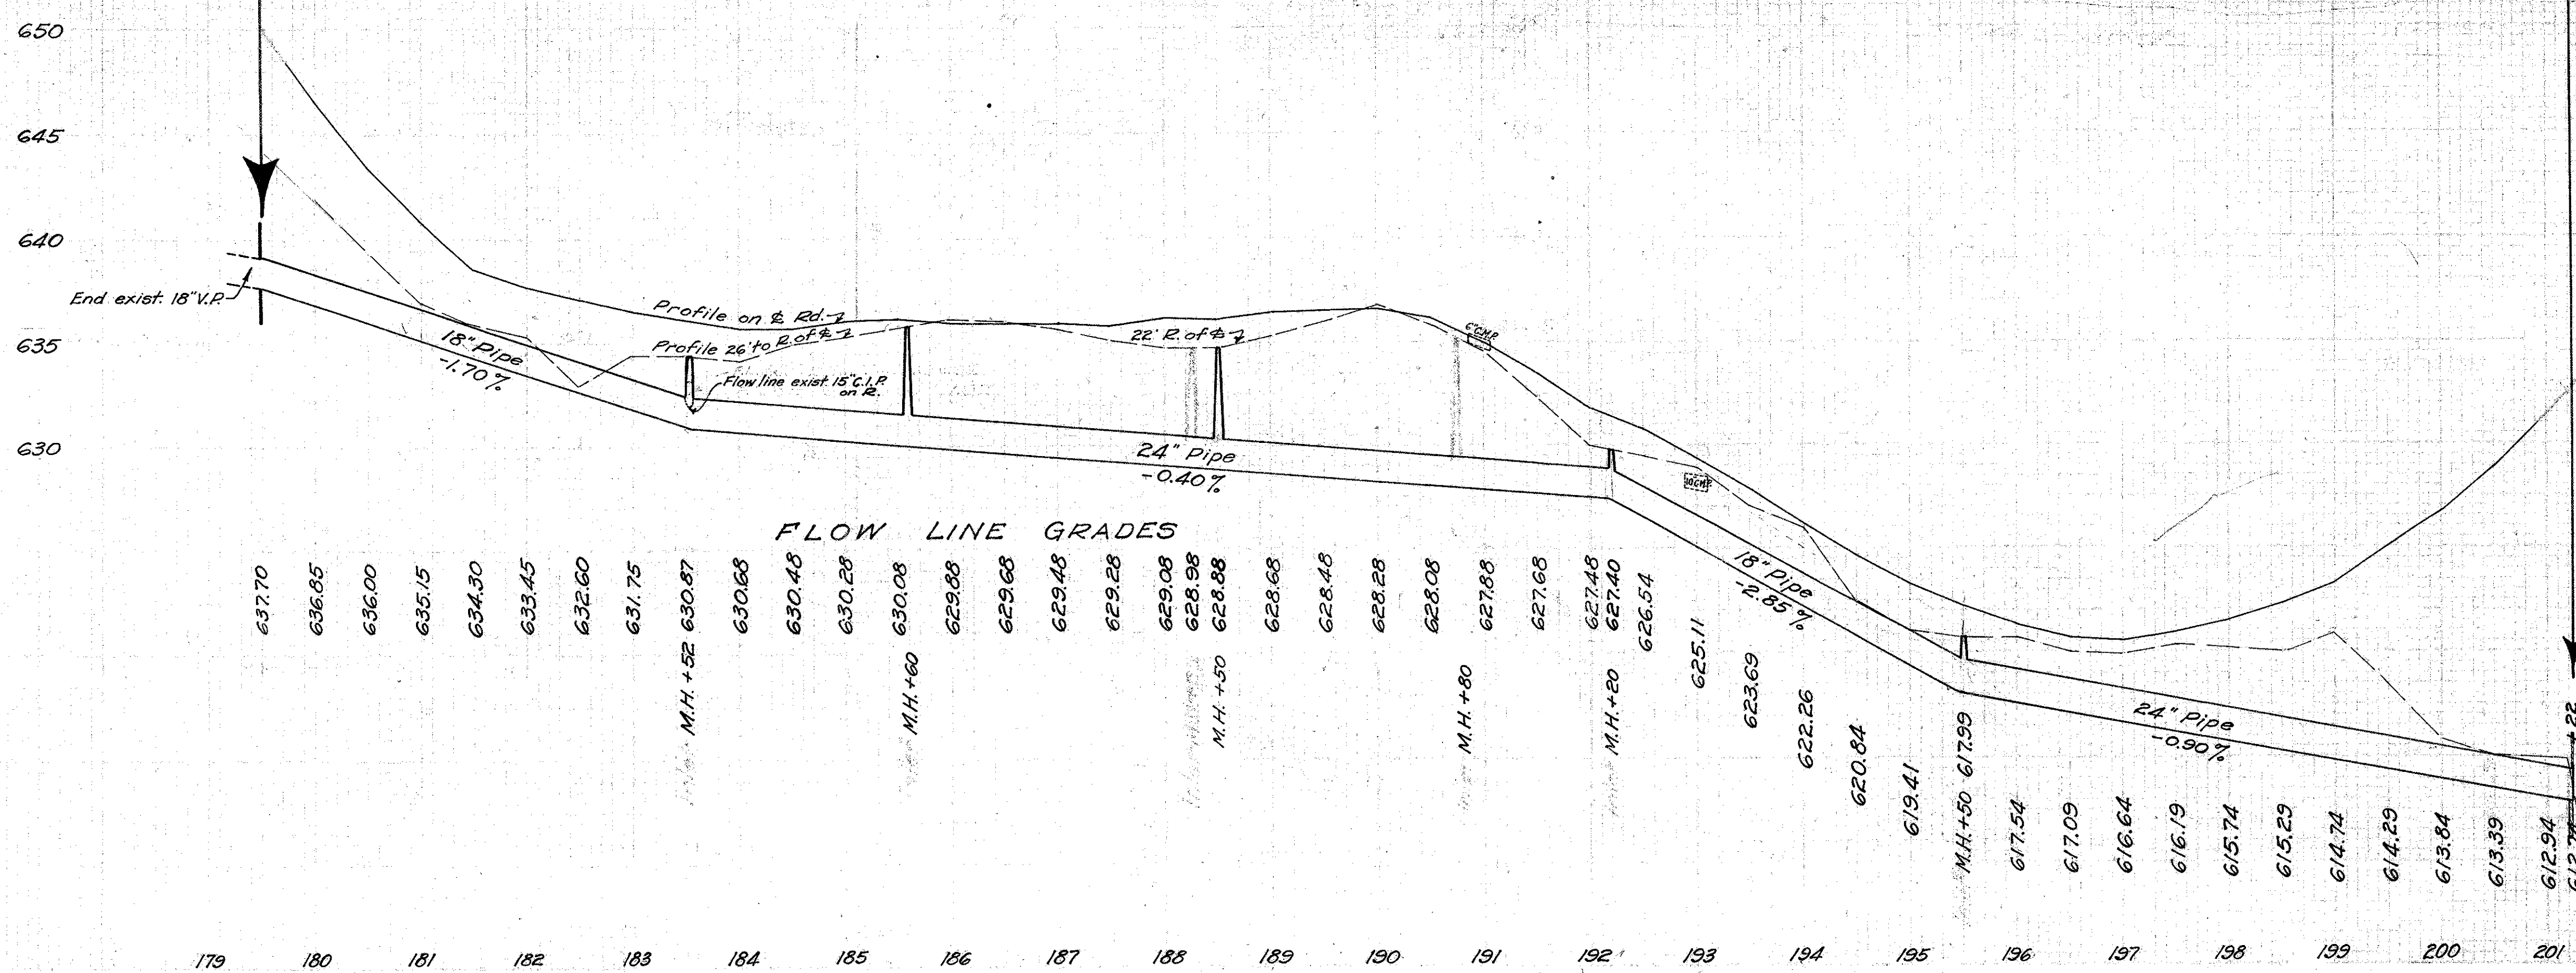 650
645
640
635
630
End exist. 18" V.P.
18" Pipe
-1.70%
Profile on ℄ Rd.
Profile 26' to R. of ℄
Flow line exist. 15" C.I.P.
on R.
22' R. of ℄
6" C.M.P.
24" Pipe
-0.40%
18" Pipe
-2.85%
24" Pipe
-0.90%
FLOW LINE GRADES
637.70
636.85
636.00
635.15
634.30
633.45
632.60
631.75
M.H. +52 630.87
630.68
630.48
630.28
M.H. +60 630.08
629.88
629.68
629.48
629.28
629.08
628.98
M.H. +50 628.88
628.68
628.48
628.28
628.08
M.H. +80 627.88
627.68
627.48
M.H. +20 627.40
626.54
625.11
623.69
622.26
620.84
619.41
M.H. +50 617.99
617.54
617.09
616.64
616.19
615.74
615.29
614.74
614.29
613.84
613.39
612.94
+22
179 180 181 182 183 184 185 186 187 188 189 190 191 192 193 194 195 196 197 198 199 200 201